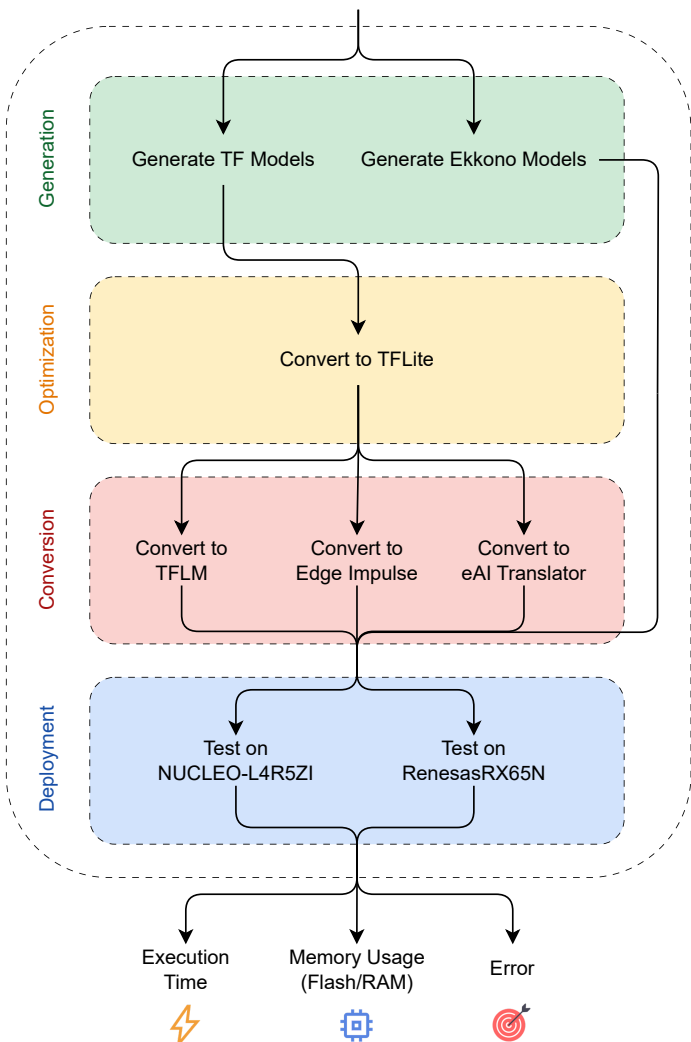 Generation
Generate TF Models
Generate Ekkono Models
Optimization
Convert to TFLite
Conversion
Convert to
TFLM
Convert to
Edge Impulse
Convert to
eAI Translator
Deployment
Test on
NUCLEO-L4R5ZI
Test on
RenesasRX65N
Execution
Time
Memory Usage
(Flash/RAM)
Error